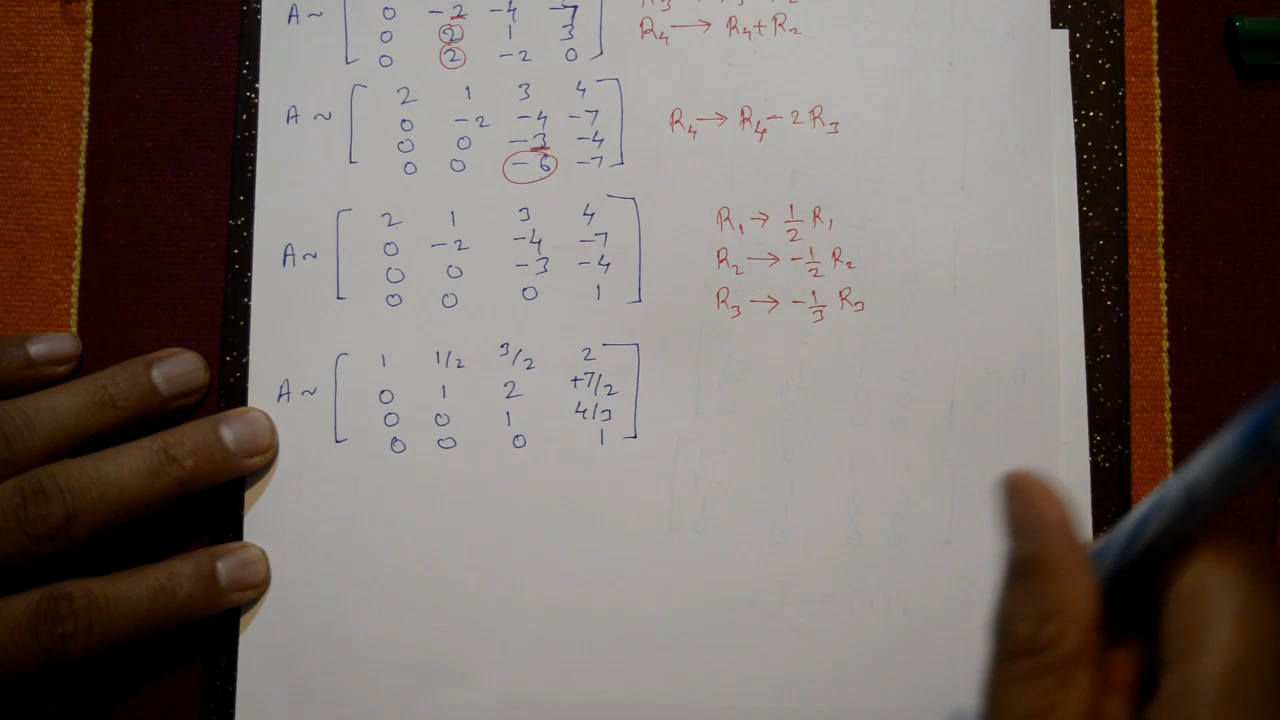 A ~ 0 -2 -4 -7
0 2 1 3 R4 → R4+R2
0 2 -2 0
2 1 3 4
A ~ 0 -2 -4 -7 R4 → R4-2R3
0 0 -3 -4
0 0 -6 -7
2 1 3 4 R1 → 1/2 R1
A ~ 0 -2 -4 -7 R2 → -1/2 R2
0 0 -3 -4
0 0 0 1 R3 → -1/3 R3
1 1/2 3/2 2
A ~ 0 1 2 +7/2
0 0 1 4/3
0 0 0 1